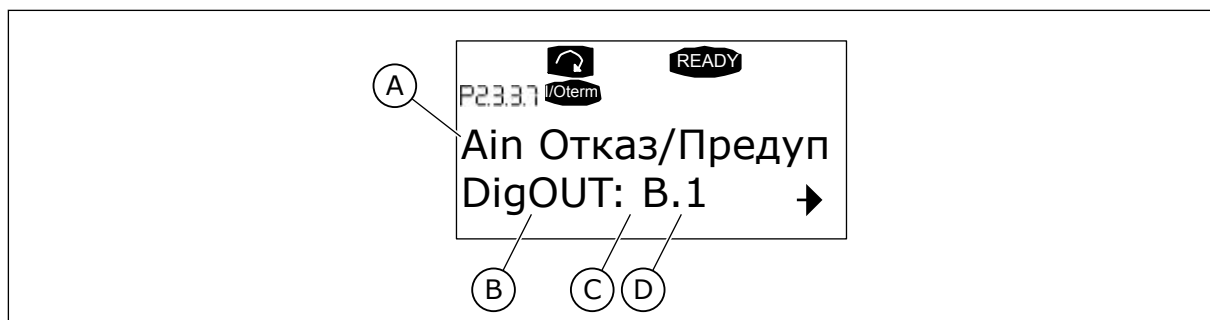 READY
P2.3.3.7 I/Oterm
A
Ain Отказ/Предуп
DigOUT: B.1
B C D